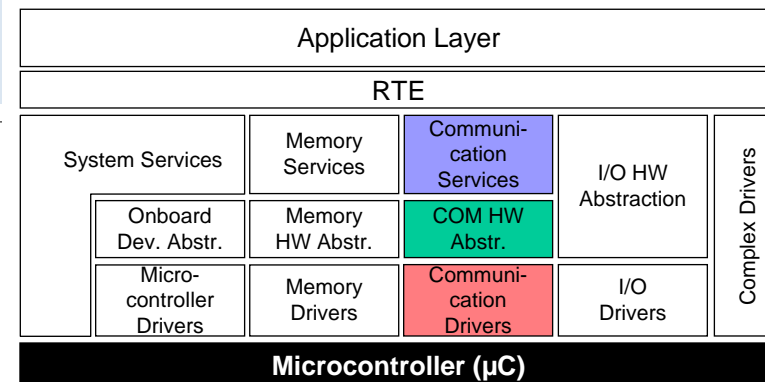 Application Layer
RTE
System Services
Memory
Services
Communi-
cation
Services
I/O HW
Abstraction
Complex Drivers
Onboard
Dev. Abstr.
Memory
HW Abstr.
COM HW
Abstr.
Micro-
controller
Drivers
Memory
Drivers
Communi-
cation
Drivers
I/O
Drivers
Microcontroller (µC)